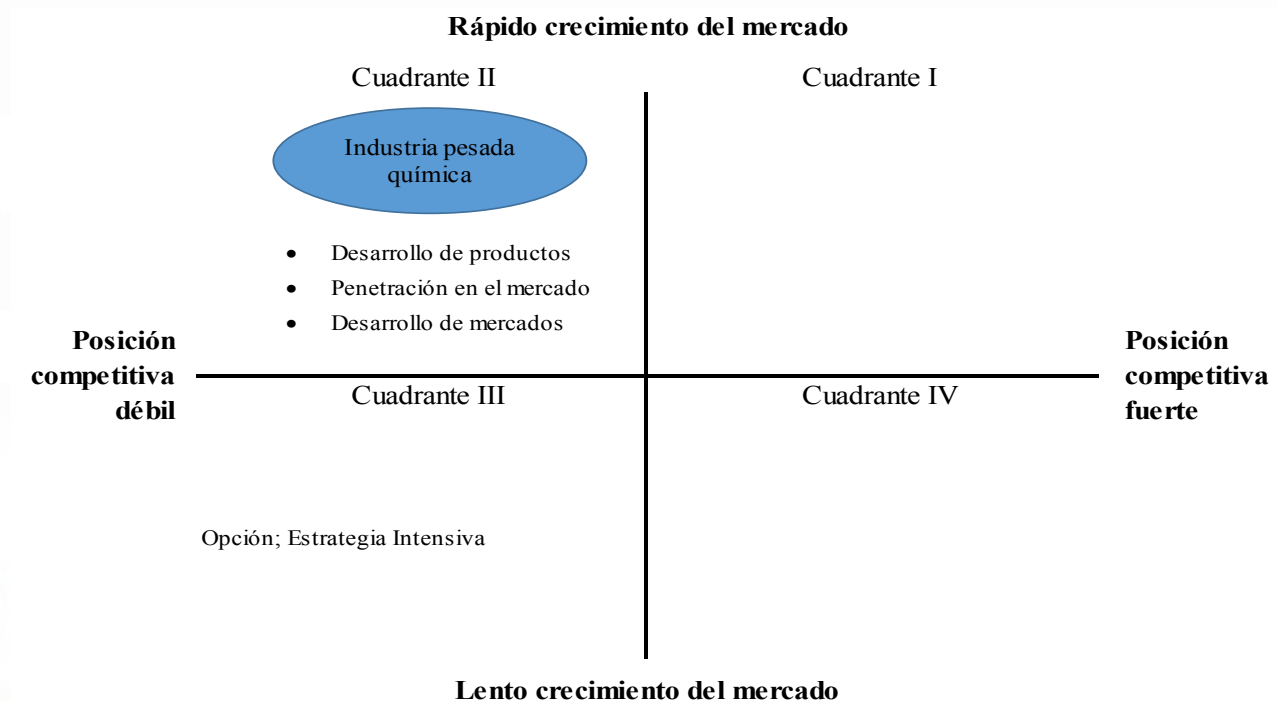 Rápido crecimiento del mercado
Cuadrante II
Cuadrante I
Industria pesada
química
• Desarrollo de productos
• Penetración en el mercado
• Desarrollo de mercados
Posición
competitiva
débil
Posición
competitiva
fuerte
Cuadrante III
Cuadrante IV
Opción; Estrategia Intensiva
Lento crecimiento del mercado